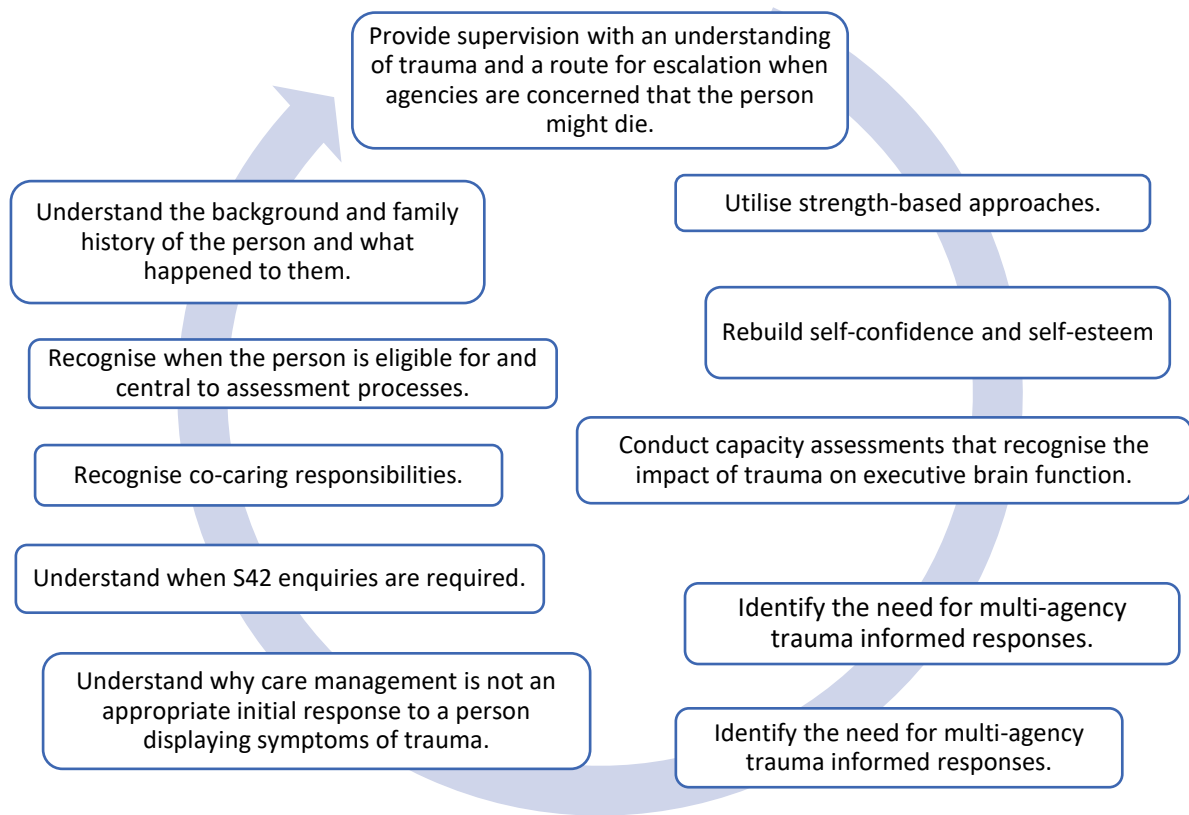 Provide supervision with an understanding
of trauma and a route for escalation when
agencies are concerned that the person
might die.
Utilise strength-based approaches.
Rebuild self-confidence and self-esteem
Conduct capacity assessments that recognise the
impact of trauma on executive brain function.
Identify the need for multi-agency
trauma informed responses.
Identify the need for multi-agency
trauma informed responses.
Understand why care management is not an
appropriate initial response to a person
displaying symptoms of trauma.
Understand when S42 enquiries are required.
Recognise co-caring responsibilities.
Recognise when the person is eligible for and
central to assessment processes.
Understand the background and family
history of the person and what
happened to them.